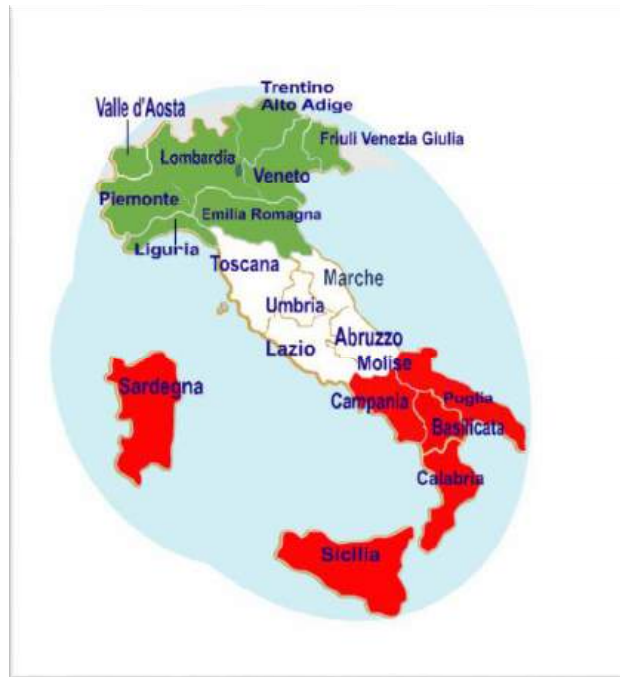 Trentino
Alto Adige
Valle d'Aosta
Friuli Venezia Giulia
Lombardia
Veneto
Piemonte
Emilia Romagna
Liguria
Toscana
Marche
Umbria
Abruzzo
Lazio
Molise
Sardegna
Campania
Puglia
Basilicata
Calabria
Sicilia